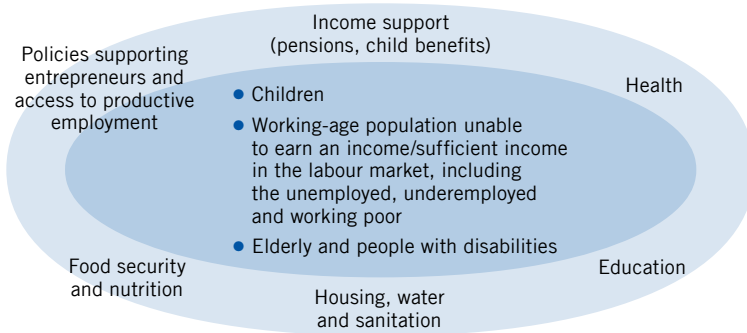 Income support
(pensions, child benefits)
Policies supporting
entrepreneurs and
access to productive
employment
Health
• Children
• Working-age population unable
to earn an income/sufficient income
in the labour market, including
the unemployed, underemployed
and working poor
• Elderly and people with disabilities
Food security
and nutrition
Education
Housing, water
and sanitation